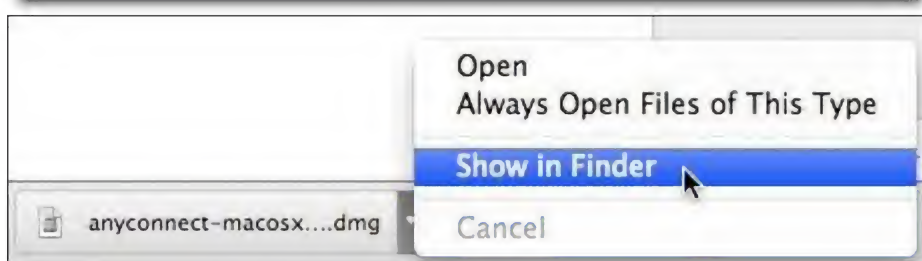 Open
Always Open Files of This Type
Show in Finder
anyconnect-macosx....dmg
Cancel